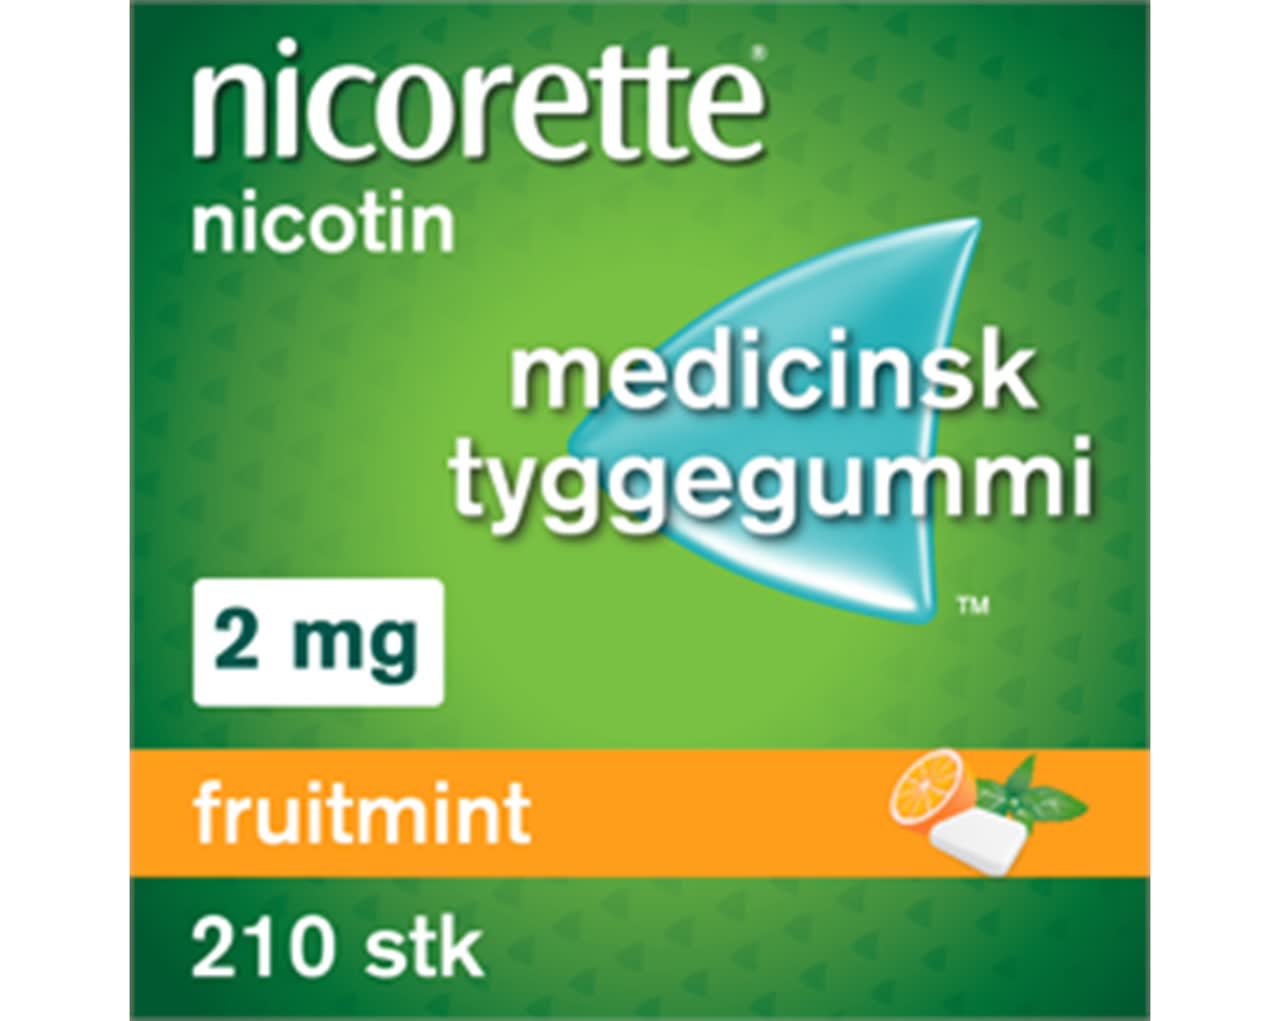 nicorette®
nicotin
medicinsk
tyggegummi
™
2 mg
fruitmint
210 stk